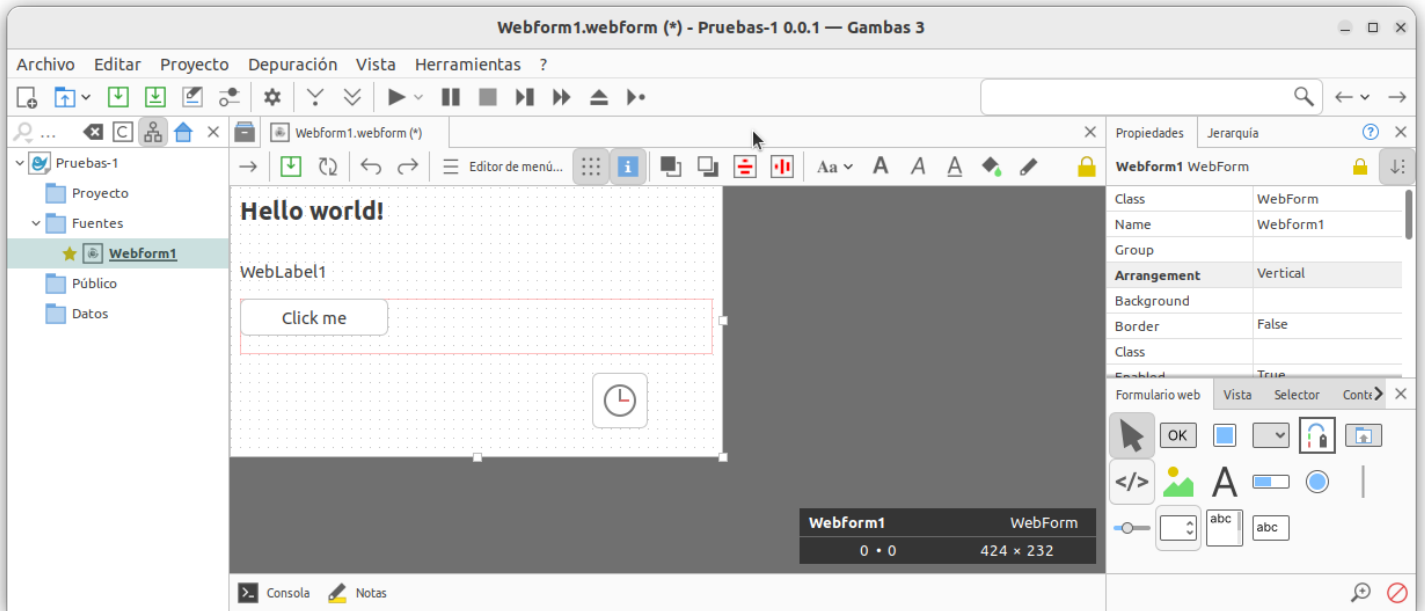 Webform1.webform (*) - Pruebas-1 0.0.1 — Gambas 3
Archivo Editar Proyecto Depuración Vista Herramientas ?
... C
Webform1.webform (*)
Propiedades Jerarquía ?
Pruebas-1
Proyecto
Fuentes
Webform1
Público
Datos
Editor de menú... i Aa A A A
Hello world!
WebLabel1
Click me
Webform1 WebForm
0 • 0 424 × 232
Webform1 WebForm
Class WebForm
Name Webform1
Group
Arrangement Vertical
Background
Border False
Class
Enabled True
Formulario web Vista Selector Conte
OK
</> A
abc abc
Consola Notas